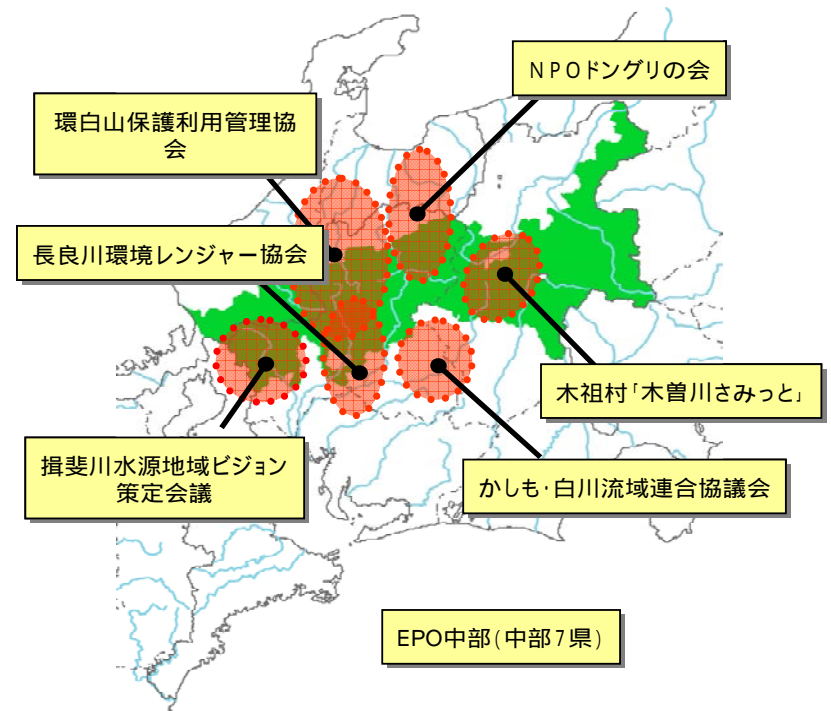 NPOドングリの会
環白山保護利用管理協
会
長良川環境レンジャー協会
木祖村「木曽川さみっと」
揖斐川水源地域ビジョン
策定会議
かしも・白川流域連合協議会
EPO中部(中部7県)